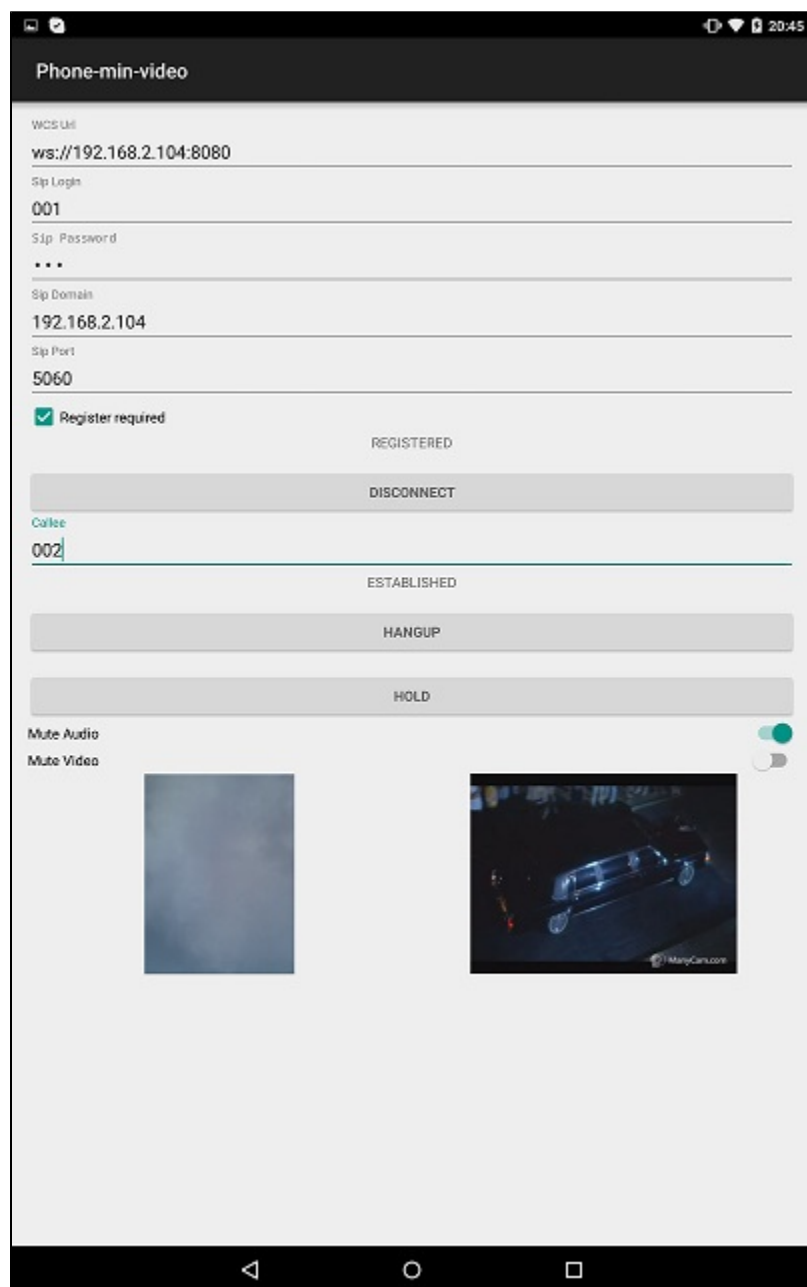 20:45
Phone-min-video
WCS Url
ws://192.168.2.104:8080
Sip Login
001
Sip Password
•••
Sip Domain
192.168.2.104
Sip Port
5060
Register required
REGISTERED
DISCONNECT
Callee
002
ESTABLISHED
HANGUP
HOLD
Mute Audio
Mute Video
ManyCam.com